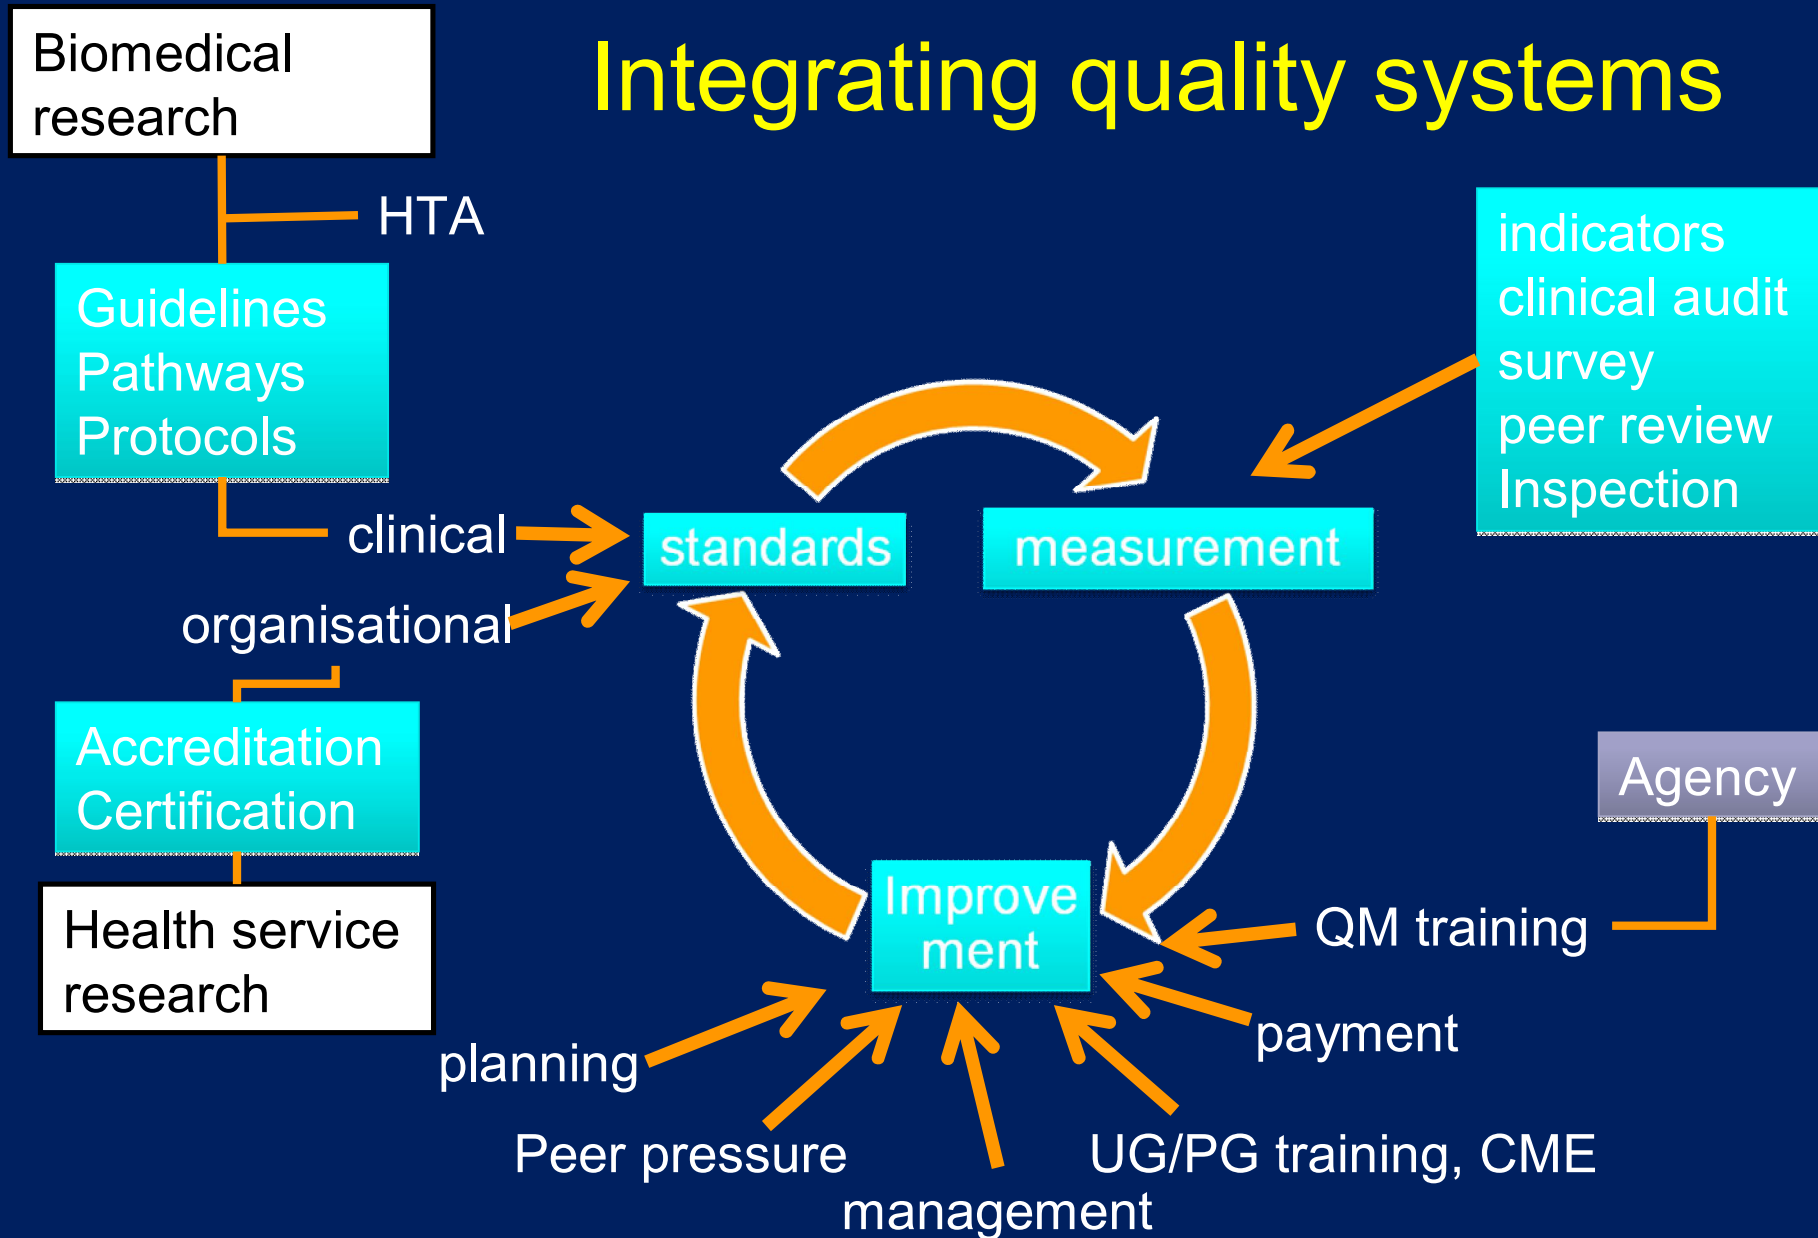 Biomedical
research
Integrating quality systems
HTA
Guidelines
Pathways
Protocols
indicators
clinical audit
survey
peer review
Inspection
clinical
standards
measurement
organisational
Accreditation
Certification
Agency
Health service
research
Improve
ment
QM training
payment
planning
Peer pressure
UG/PG training, CME
management